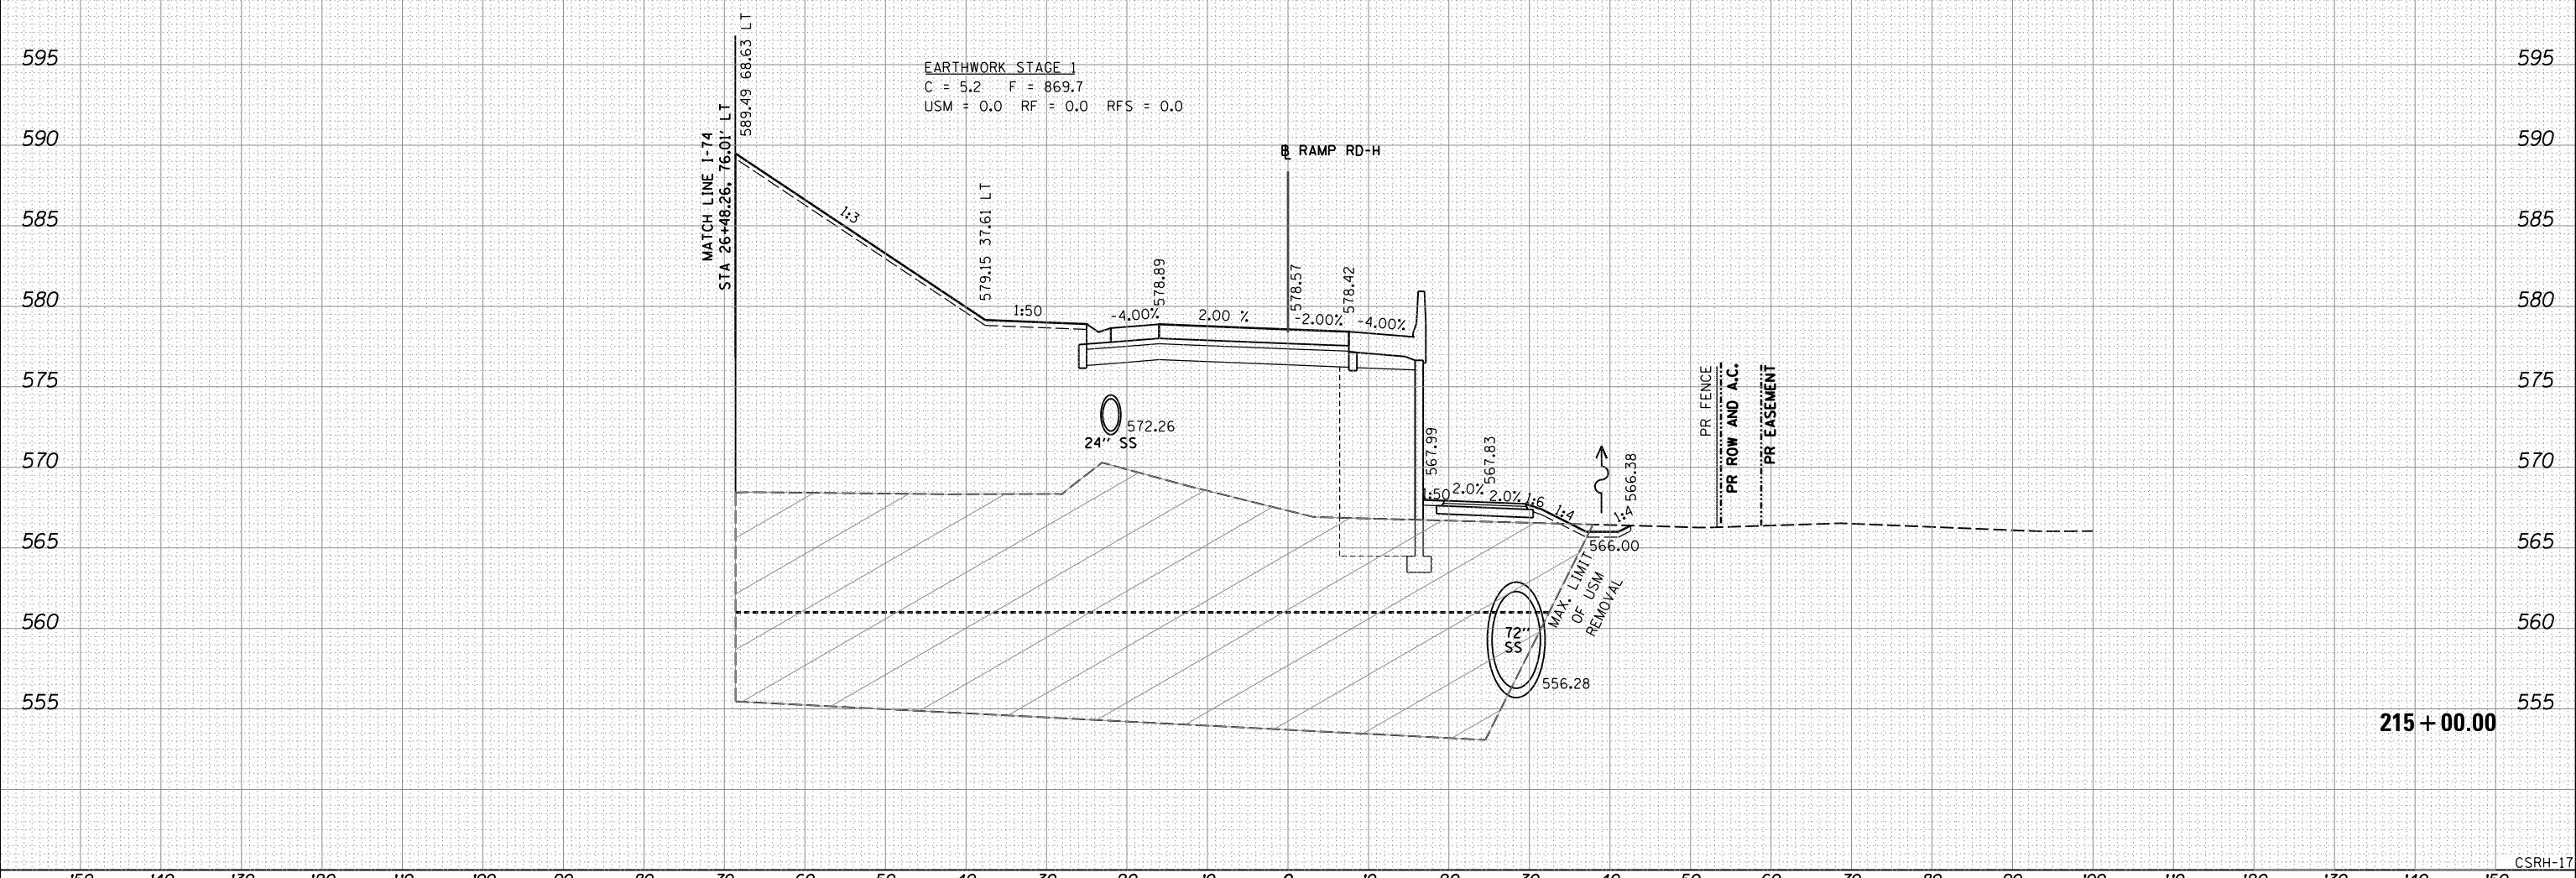 595
590
585
580
575
570
565
560
555
MATCH LINE I-74
STA 26+48.26, 76.01' LT
589.49 68.63 LT
EARTHWORK STAGE 1
C = 5.2 F = 869.7
USM = 0.0 RF = 0.0 RFS = 0.0
RAMP RD-H
1:3
579.15 37.61 LT
1:50
-4.00%
578.89
2.00 %
578.57
-2.00%
578.42
-4.00%
572.26
24'' SS
567.99
1:50
2.0%
567.83
2.0%
1:6
1:4
1:4
566.38
566.00
MAX. LIMIT
OF USM
REMOVAL
72''
SS
556.28
PR FENCE
PR ROW AND A.C.
PR EASEMENT
595
590
585
580
575
570
565
560
555
215+00.00
CSRH-17